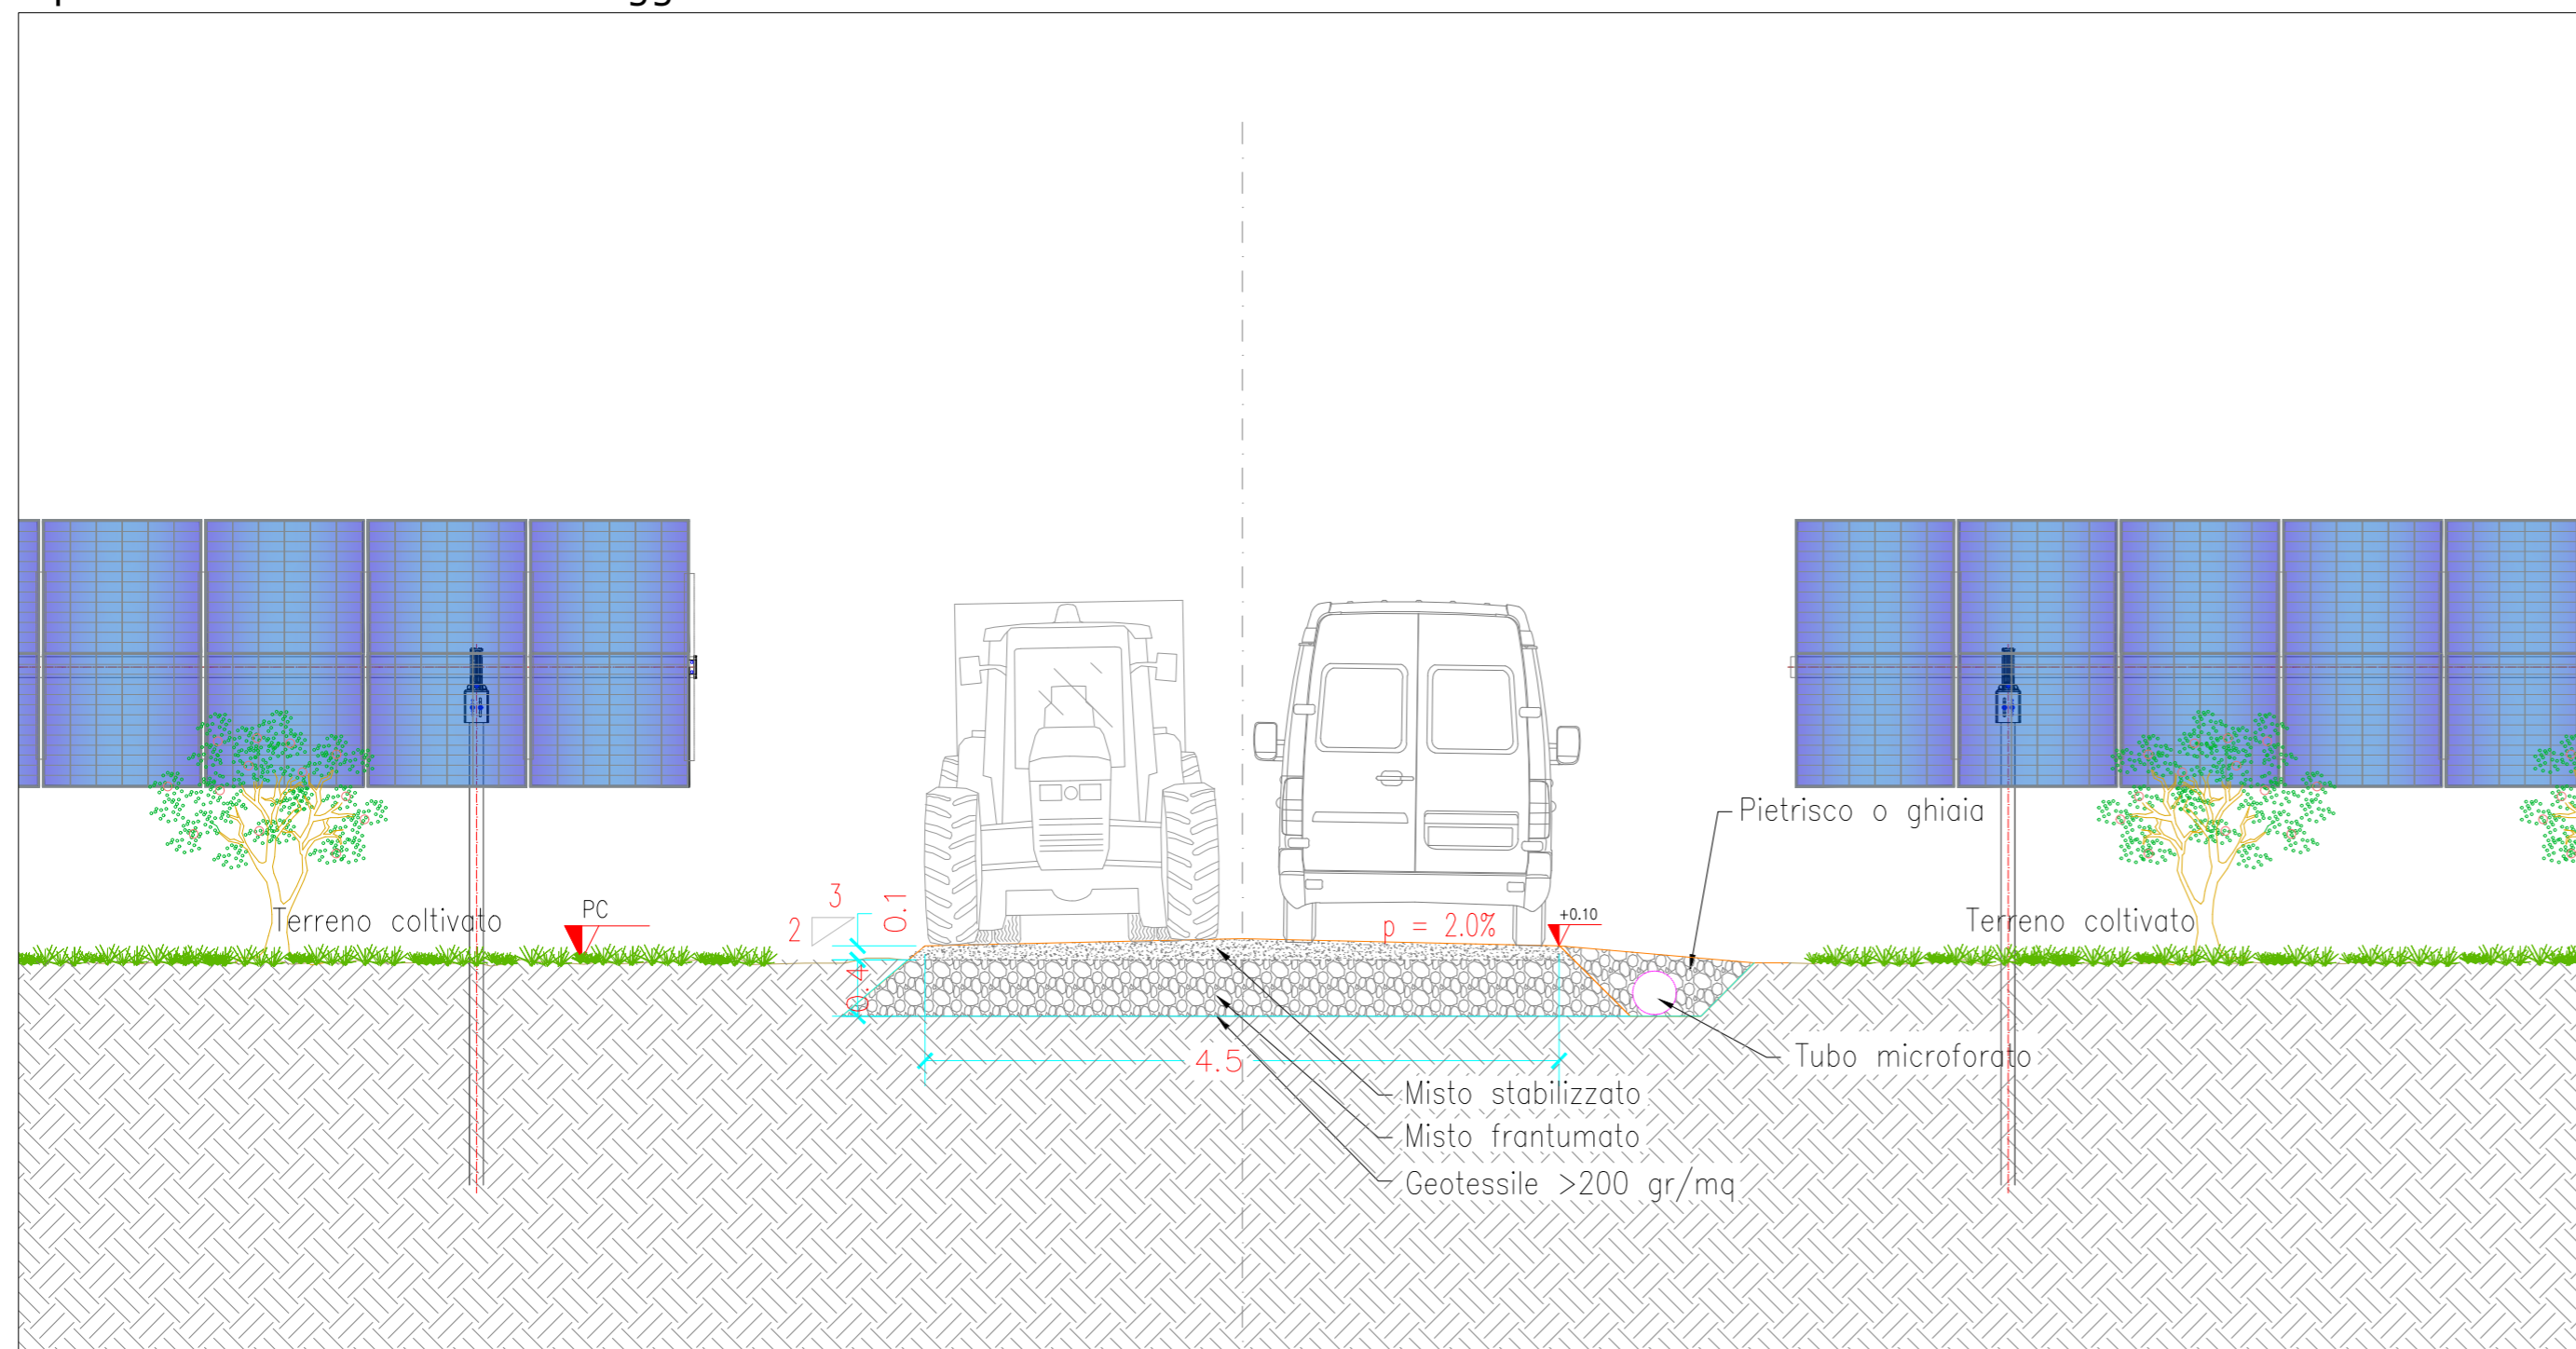 Pietrisco o ghiaia
3
2
0.1
PC
Terreno coltivato
p = 2.0%
+0.10
Terreno coltivato
0.4
4.5
Tubo microforato
Misto stabilizzato
Misto frantumato
Geotessile >200 gr/mq